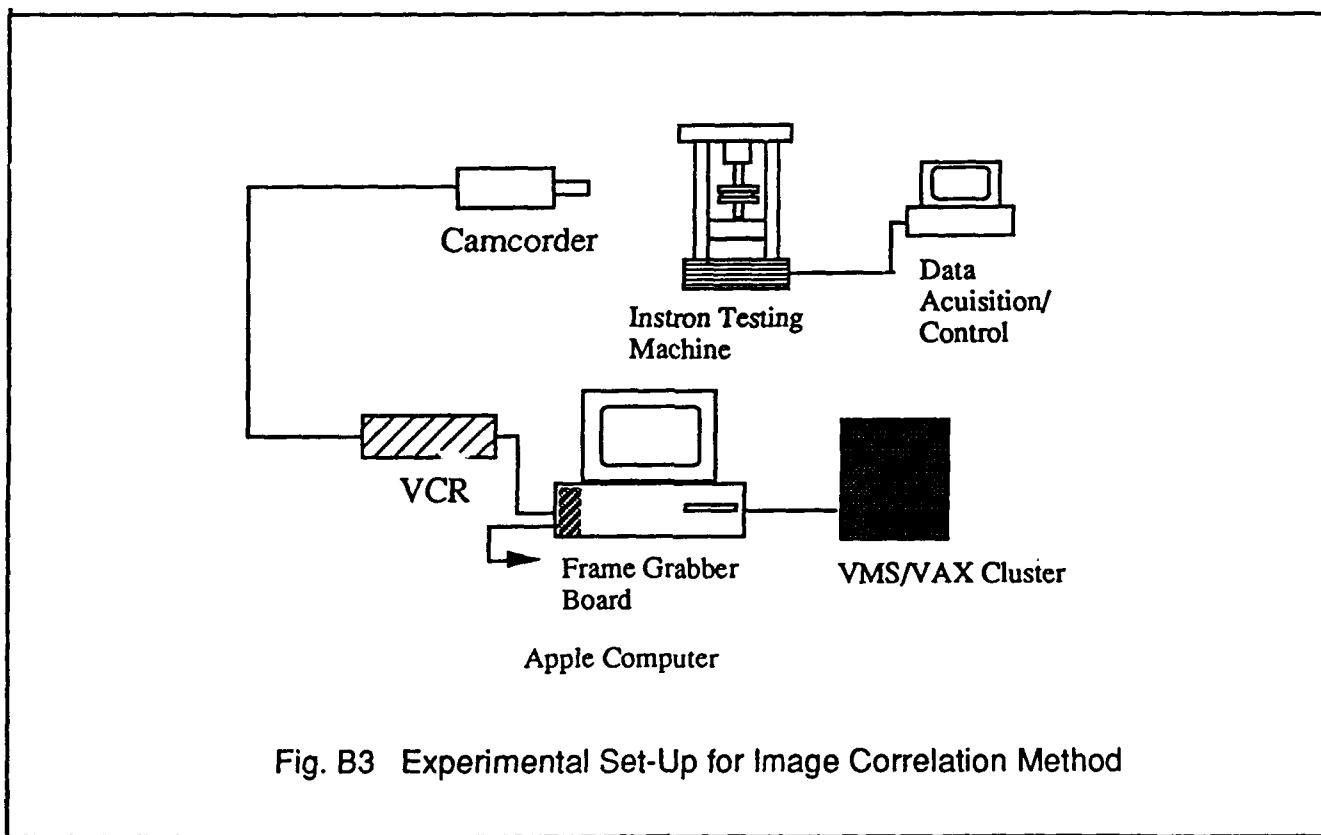 Camcorder
Instron Testing
Machine
Data
Acuisition/
Control
VCR
Frame Grabber
Board
VMS/VAX Cluster
Apple Computer
Fig. B3 Experimental Set-Up for Image Correlation Method